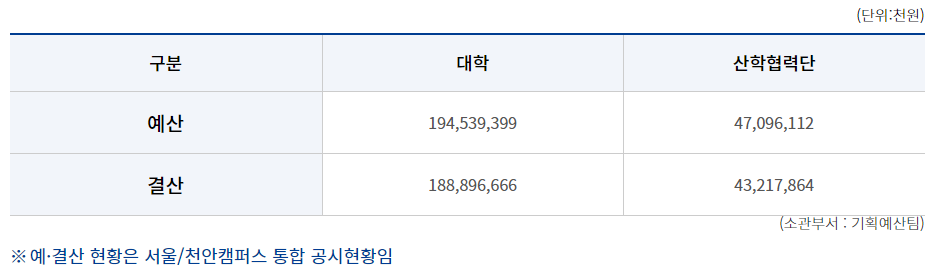 (단위:천원)
구분 대학 산학협력단
예산 194,539,399 47,096,112
결산 188,896,666 43,217,864
(소관부서 : 기획예산팀)
※ 예·결산 현황은 서울/천안캠퍼스 통합 공시현황임